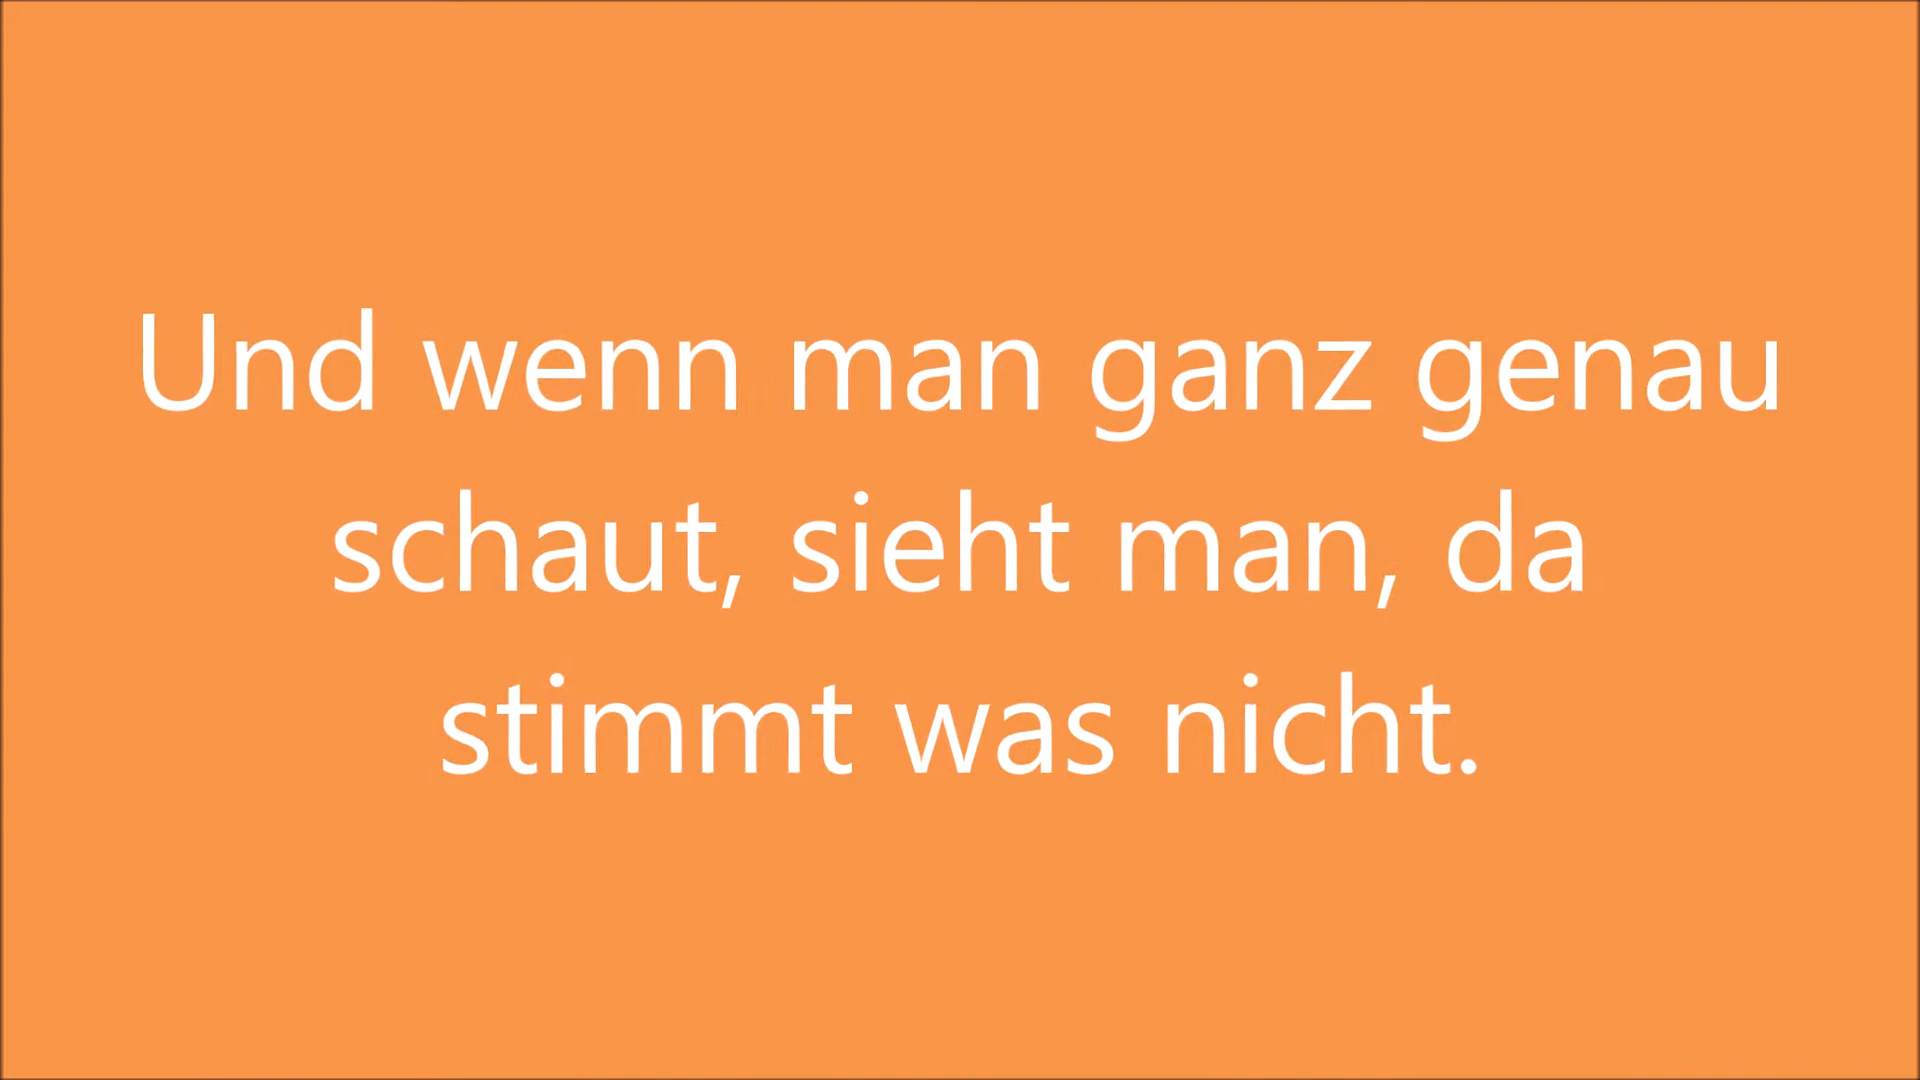 Und wenn man ganz genau
schaut, sieht man, da
stimmt was nicht.